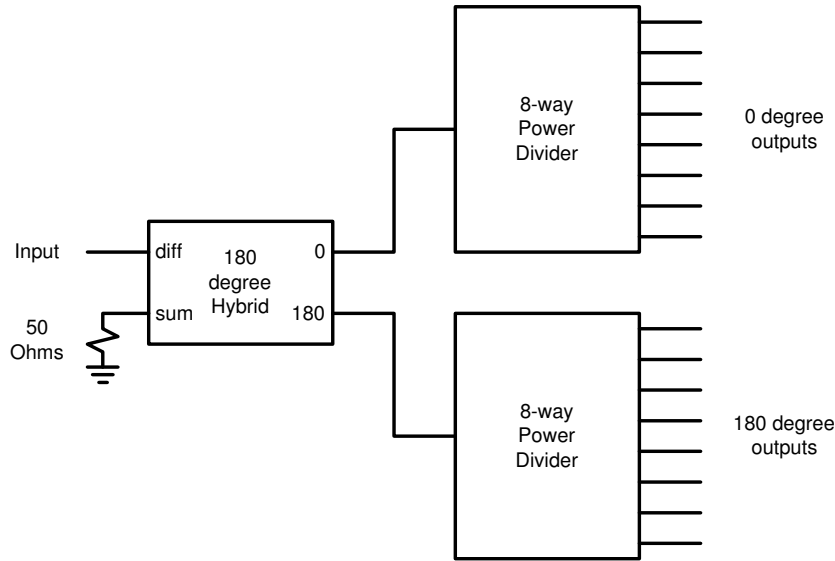 8-way
Power
Divider
0 degree
outputs
Input
diff
180
degree
Hybrid
0
sum
180
50
Ohms
8-way
Power
Divider
180 degree
outputs